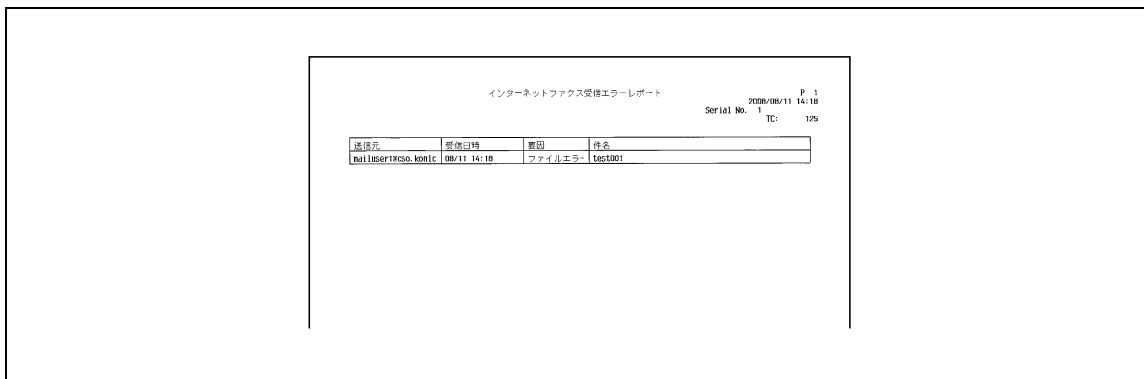 インターネットファクス受信エラーレポート
P 1
2008/08/11 14:18
Serial No. 1
TC: 125
送信元 受信日時 要因 件名
mailuser1@cso.konic 08/11 14:18 ファイルエラー test001